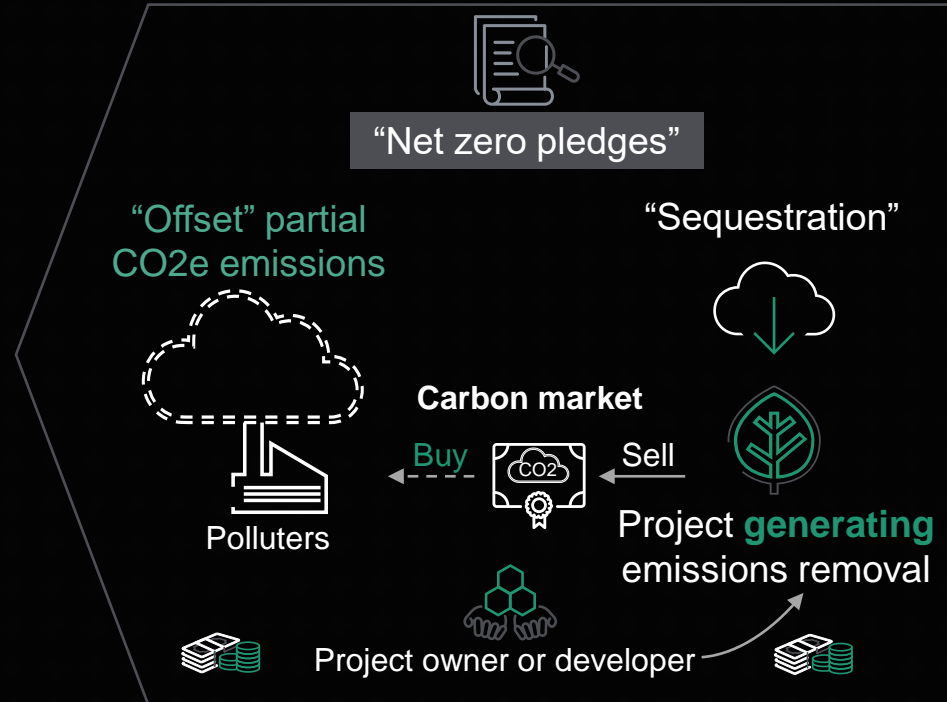 “Net zero pledges”
“Offset” partial
CO2e emissions
“Sequestration”
Carbon market
Buy
CO2
Sell
Polluters
Project generating
emissions removal
Project owner or developer